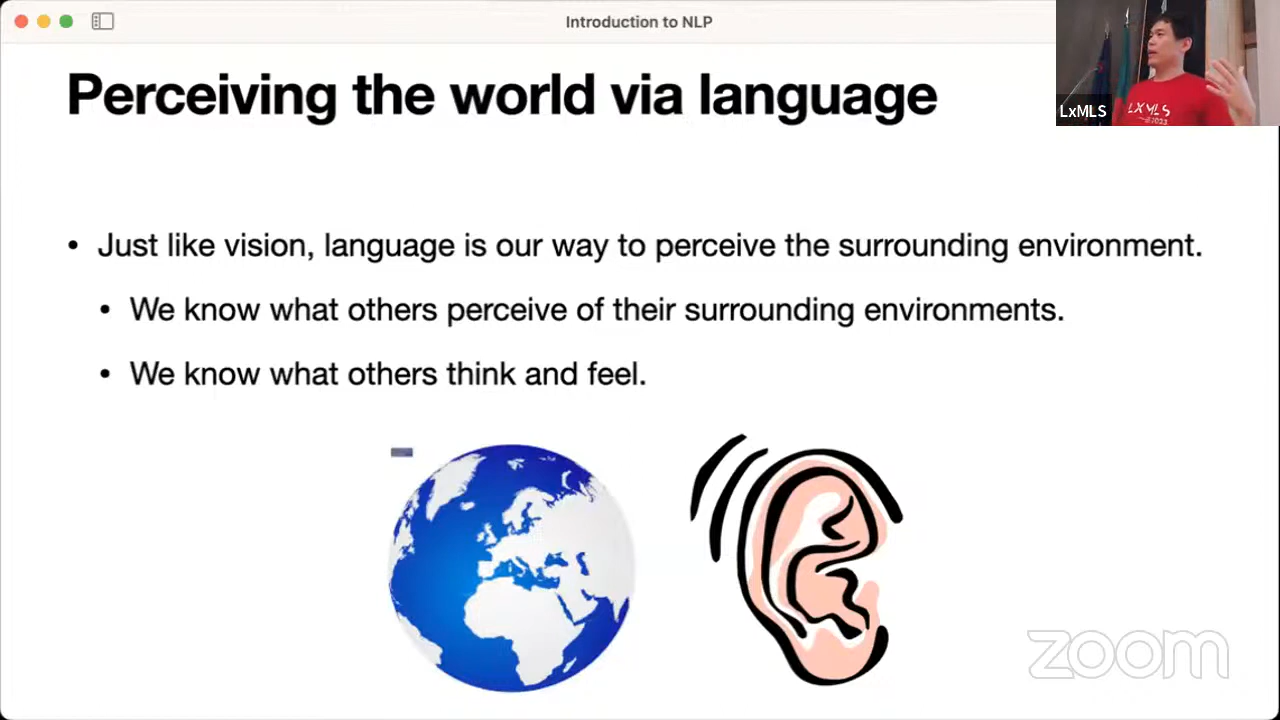 Introduction to NLP
Perceiving the world via language
LxMLS
LXMLS
2023
• Just like vision, language is our way to perceive the surrounding environment.
• We know what others perceive of their surrounding environments.
• We know what others think and feel.
zoom